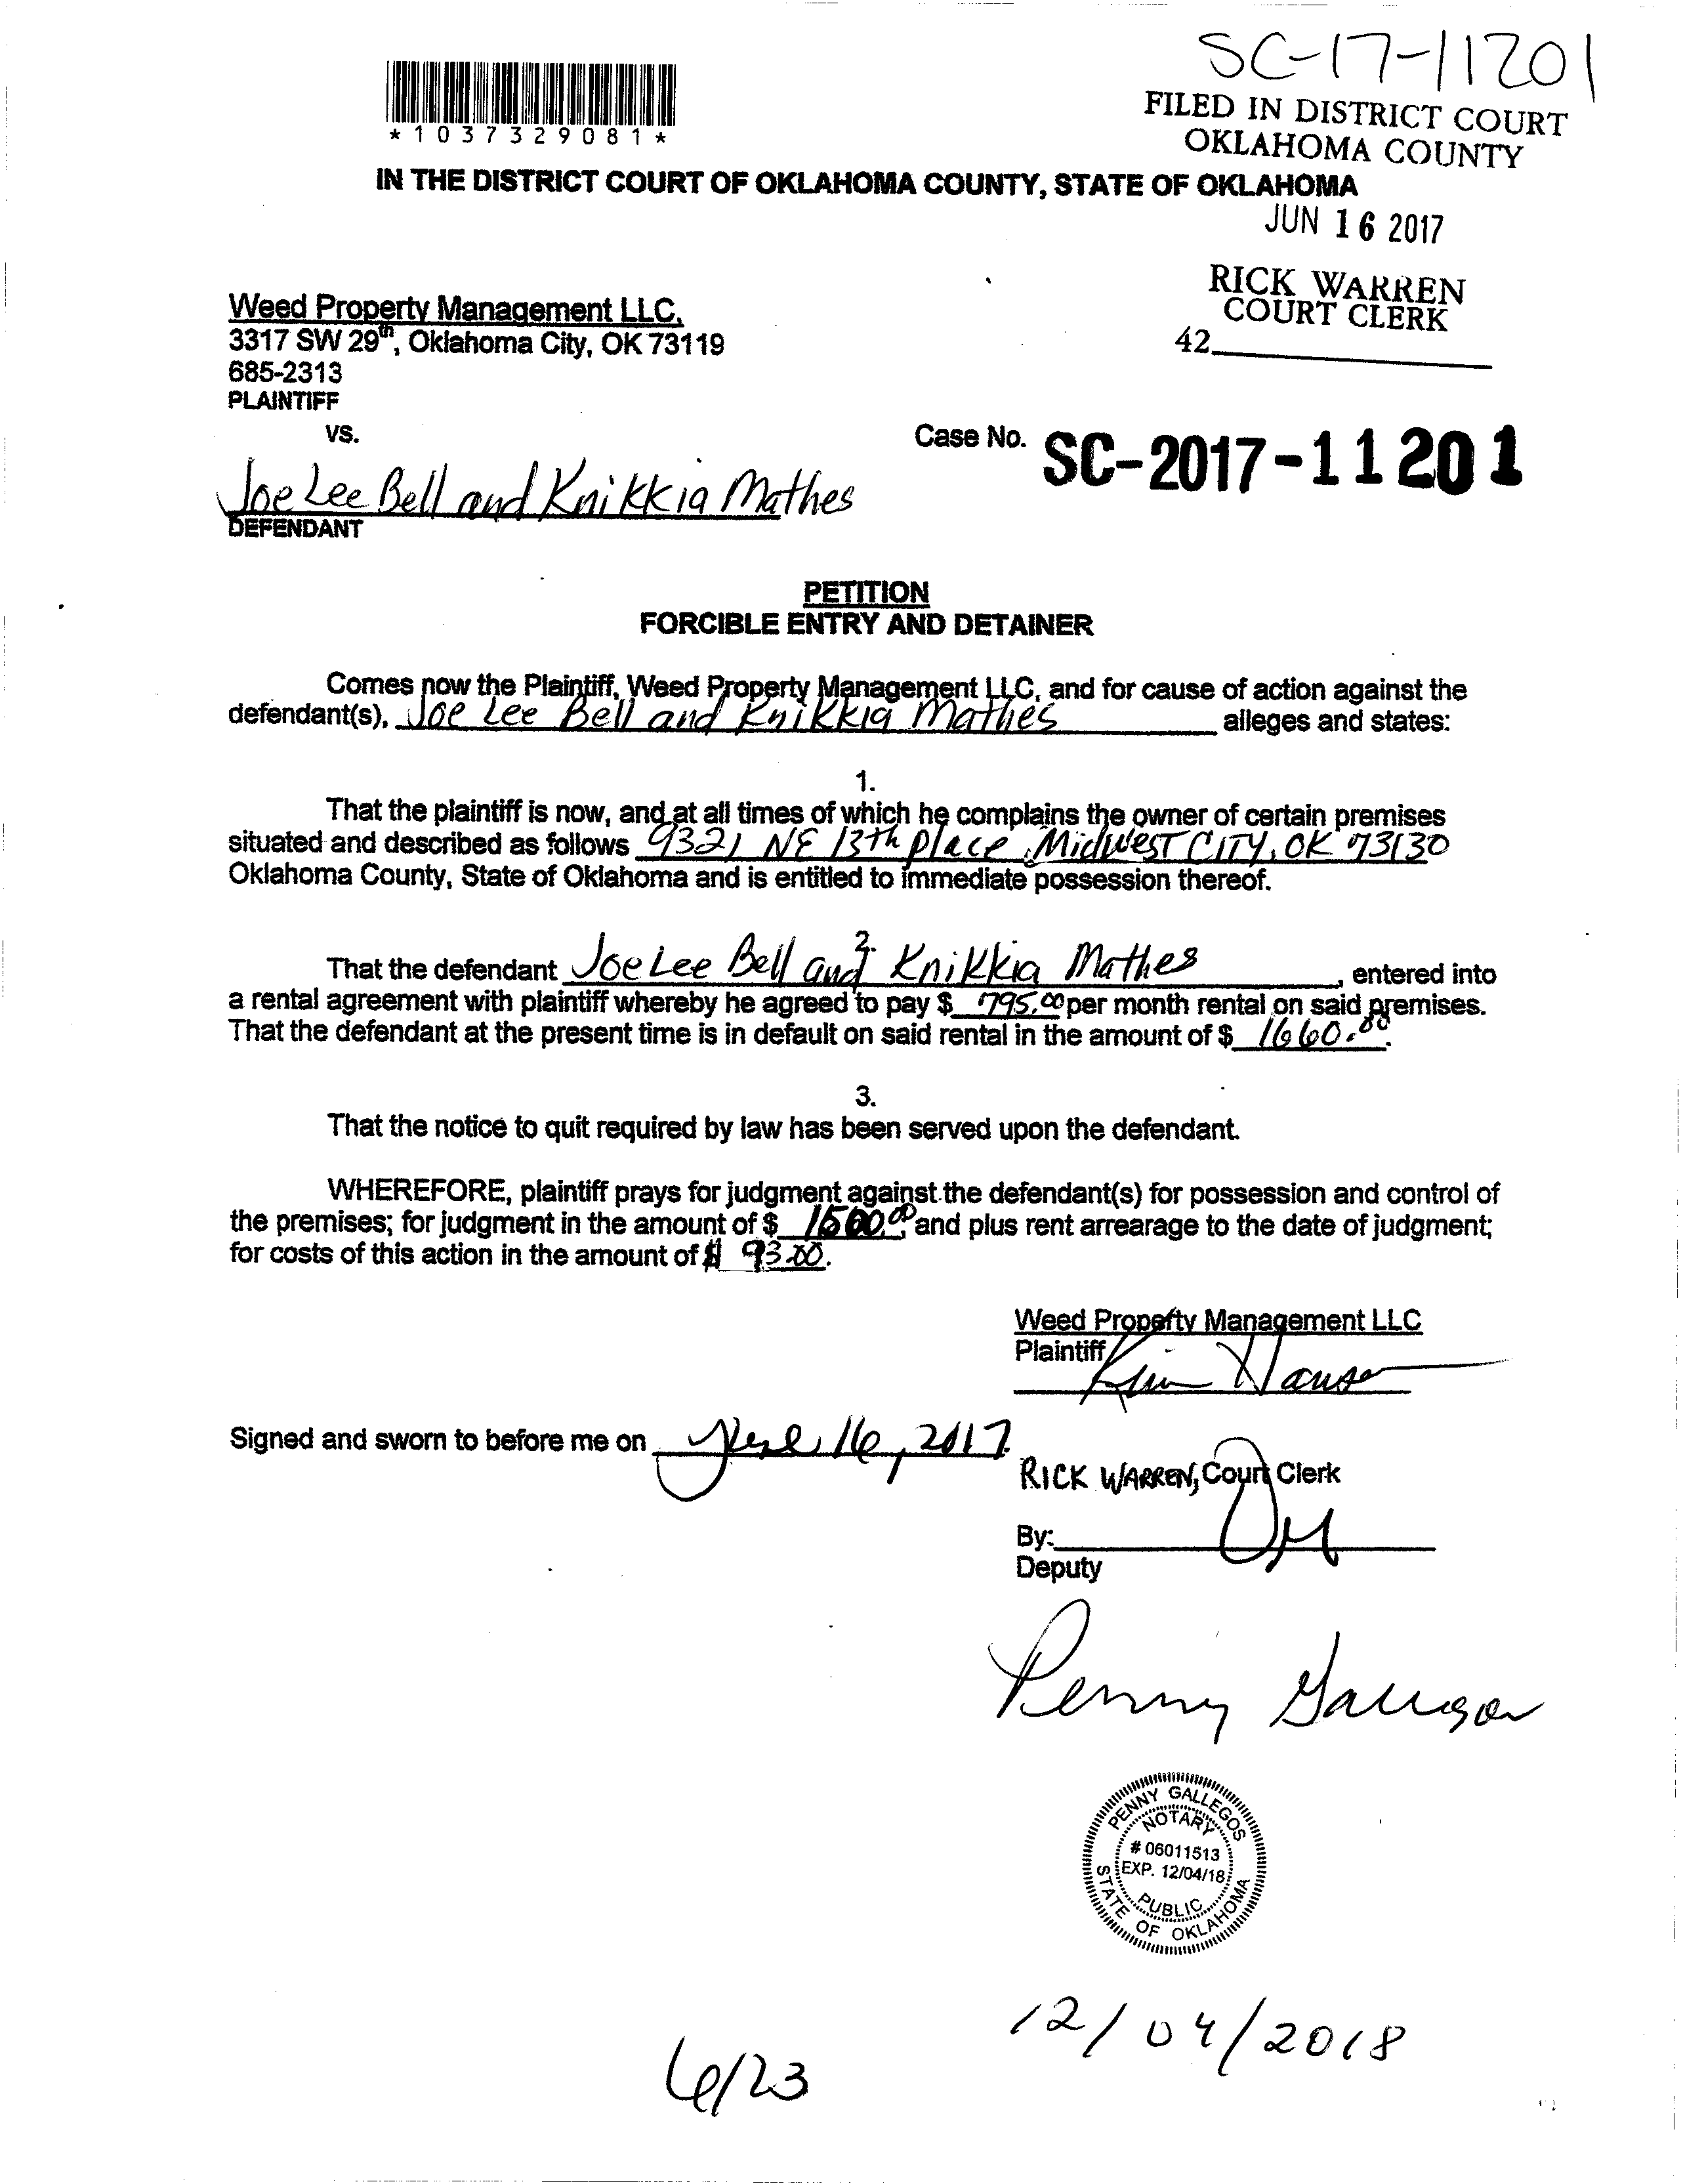 SC-17-11201
*1037329081*
FILED IN DISTRICT COURT
OKLAHOMA COUNTY
IN THE DISTRICT COURT OF OKLAHOMA COUNTY, STATE OF OKLAHOMA
JUN 16 2017
RICK WARREN
COURT CLERK
42
Weed Property Management LLC.
3317 SW 29th, Oklahoma City, OK 73119
685-2313
PLAINTIFF
VS.
Case No. SC-2017-11201
Joe Lee Bell and Knikkia Mathes
DEFENDANT
PETITION
FORCIBLE ENTRY AND DETAINER
Comes now the Plaintiff, Weed Property Management LLC, and for cause of action against the
defendant(s), Joe Lee Bell and Knikkia Mathes alleges and states:
1.
That the plaintiff is now, and at all times of which he complains the owner of certain premises
situated and described as follows 9321 NE 13th Place, Midwest CITY, OK 73130
Oklahoma County, State of Oklahoma and is entitled to immediate possession thereof.
2.
That the defendant Joe Lee Bell and Knikkia Mathes, entered into
a rental agreement with plaintiff whereby he agreed to pay $ 795.00 per month rental on said premises.
That the defendant at the present time is in default on said rental in the amount of $ 1660.00.
3.
That the notice to quit required by law has been served upon the defendant.
WHEREFORE, plaintiff prays for judgment against the defendant(s) for possession and control of
the premises; for judgment in the amount of $ 1500.00, and plus rent arrearage to the date of judgment;
for costs of this action in the amount of $ 93.00.
Weed Property Management LLC
Plaintiff
Signed and sworn to before me on June 16, 2017.
RICK WARREN, Court Clerk
By:
Deputy
Penny
PENNY GALLEGOS
NOTARY
# 06011513
EXP. 12/04/18
PUBLIC
STATE OF OKLAHOMA
12/04/2018
6/23